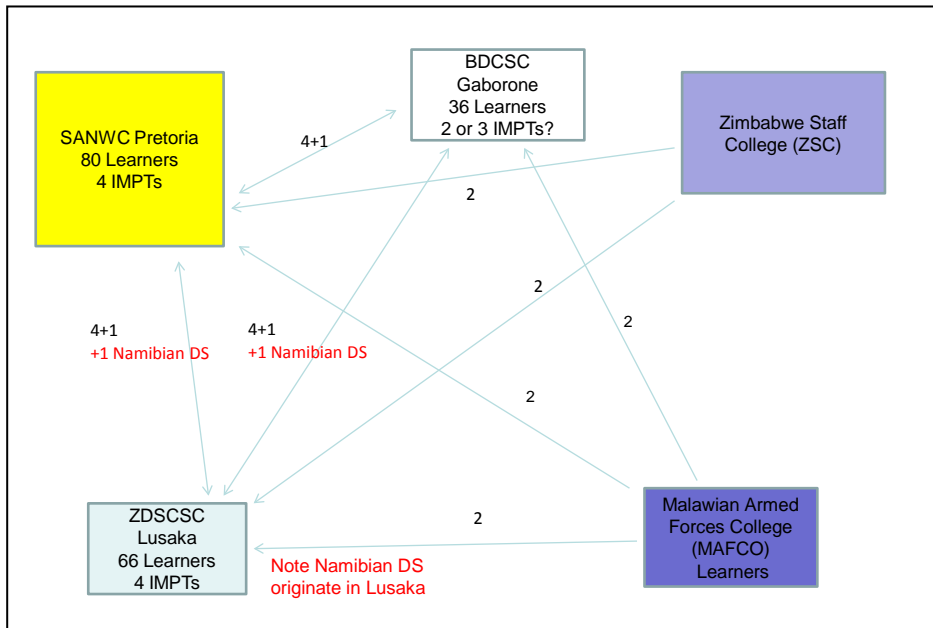 BDCSC
Gaborone
36 Learners
2 or 3 IMPTs?
SANWC Pretoria
80 Learners
4 IMPTs
Zimbabwe Staff
College (ZSC)
4+1
2
2
2
4+1
+1 Namibian DS
4+1
+1 Namibian DS
2
ZDSCSC
Lusaka
66 Learners
4 IMPTs
2
Note Namibian DS
originate in Lusaka
Malawian Armed
Forces College
(MAFCO)
Learners